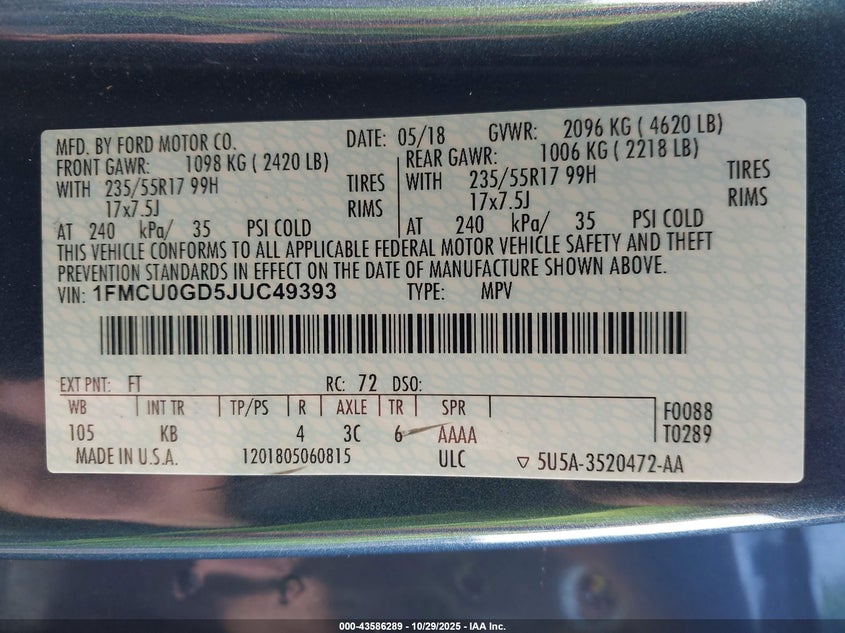 MFD. BY FORD MOTOR CO. DATE: 05/18 GVWR: 2096 KG ( 4620 LB)
FRONT GAWR: 1098 KG ( 2420 LB) REAR GAWR: 1006 KG ( 2218 LB)
WITH 235/55R17 99H TIRES WITH 235/55R17 99H TIRES
17x7.5J RIMS 17x7.5J RIMS
AT 240 kPa/ 35 PSI COLD AT 240 kPa/ 35 PSI COLD
THIS VEHICLE CONFORMS TO ALL APPLICABLE FEDERAL MOTOR VEHICLE SAFETY AND THEFT
PREVENTION STANDARDS IN EFFECT ON THE DATE OF MANUFACTURE SHOWN ABOVE.
VIN: 1FMCU0GD5JUC49393 TYPE: MPV
EXT PNT: FT RC: 72 DSO:
WB INT TR TP/PS R AXLE TR SPR F0088
105 KB 4 3C 6 AAAA T0289
MADE IN U.S.A. 1201805060815 ULC ▽ 5U5A-3520472-AA
000-43586289 - 10/29/2025 - IAA Inc.